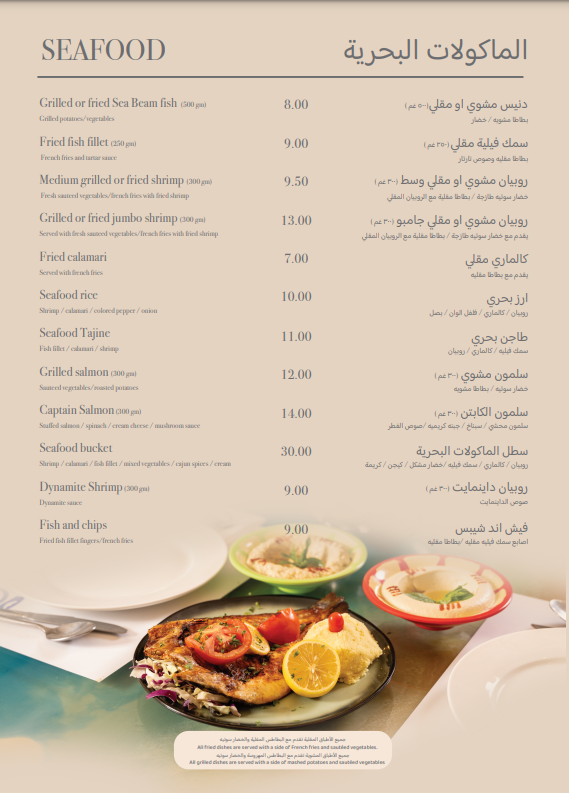 SEAFOOD
الماكولات البحرية
Grilled or fried Sea Beam fish (500 gm) 8.00 دنيس مشوي او مقلي (٥٠٠ غم)
Grilled potatoes/vegetables بطاطا مشويه / خضار
Fried fish fillet (250 gm) 9.00 سمك فيلية مقلي (٢٥٠ غم)
French fries and tartar sauce بطاطا مقليه وصوص تارتار
Medium grilled or fried shrimp (300 gm) 9.50 روبيان مشوي او مقلي وسط (٣٠٠ غم)
Fresh sauteed vegetables/french fries with fried shrimp خضار سوتيه طازجة / بطاطا مقلية مع الروبيان المقلي
Grilled or fried jumbo shrimp (300 gm) 13.00 روبيان مشوي او مقلي جامبو (٣٠٠ غم)
Served with fresh sauteed vegetables/french fries with fried shrimp يقدم مع خضار سوتيه طازجة / بطاطا مقلية مع الروبيان المقلي
Fried calamari 7.00 كالماري مقلي
Served with french fries يقدم مع بطاطا مقليه
Seafood rice 10.00 ارز بحري
Shrimp / calamari / colored pepper / onion روبيان / كالماري / فلفل الوان / بصل
Seafood Tajine 11.00 طاجن بحري
Fish fillet / calamari / shrimp سمك فيليه / كالماري / روبيان
Grilled salmon (300 gm) 12.00 سلمون مشوي (٣٠٠ غم)
Sauteed vegetables/roasted potatoes خضار سوتيه / بطاطا مشويه
Captain Salmon (300 gm) 14.00 سلمون الكابتن (٣٠٠ غم)
Stuffed salmon / spinach / cream cheese / mushroom sauce سلمون محشي / سبناخ / جبنه كريميه /صوص الفطر
Seafood bucket 30.00 سطل الماكولات البحرية
Shrimp / calamari / fish fillet / mixed vegetables / cajun spices / cream روبيان / كالماري / سمك فيليه /خضار مشكل / كيجن / كريمة
Dynamite Shrimp (300 gm) 9.00 روبيان داينمايت (٣٠٠ غم)
Dynamite sauce صوص الداينمايت
Fish and chips 9.00 فيش اند شيبس
Fried fish fillet fingers/french fries اصابع سمك فيليه مقليه /بطاطا مقليه
جميع الأطباق المقلية تقدم مع البطاطس المقلية والخضار سوتيه
All fried dishes are served with a side of French fries and sautéed vegetables.
جميع الأطباق المشوية تقدم مع البطاطس المهروسة والخضار سوتيه
All grilled dishes are served with a side of mashed potatoes and sautéed vegetables